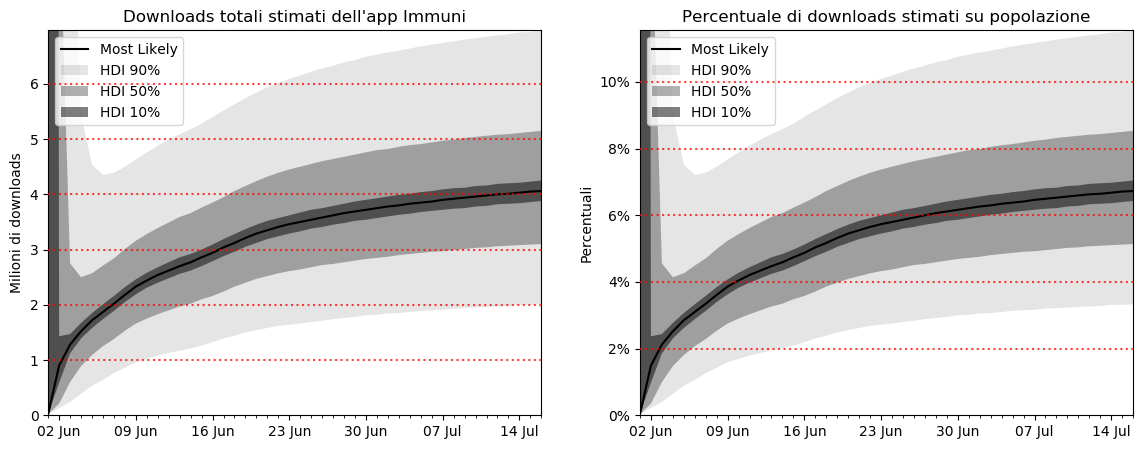 Downloads totali stimati dell'app Immuni
Milioni di downloads
6
5
4
3
2
1
0
Most Likely
HDI 90%
HDI 50%
HDI 10%
02 Jun 09 Jun 16 Jun 23 Jun 30 Jun 07 Jul 14 Jul
Percentuale di downloads stimati su popolazione
Percentuali
10%
8%
6%
4%
2%
0%
Most Likely
HDI 90%
HDI 50%
HDI 10%
02 Jun 09 Jun 16 Jun 23 Jun 30 Jun 07 Jul 14 Jul